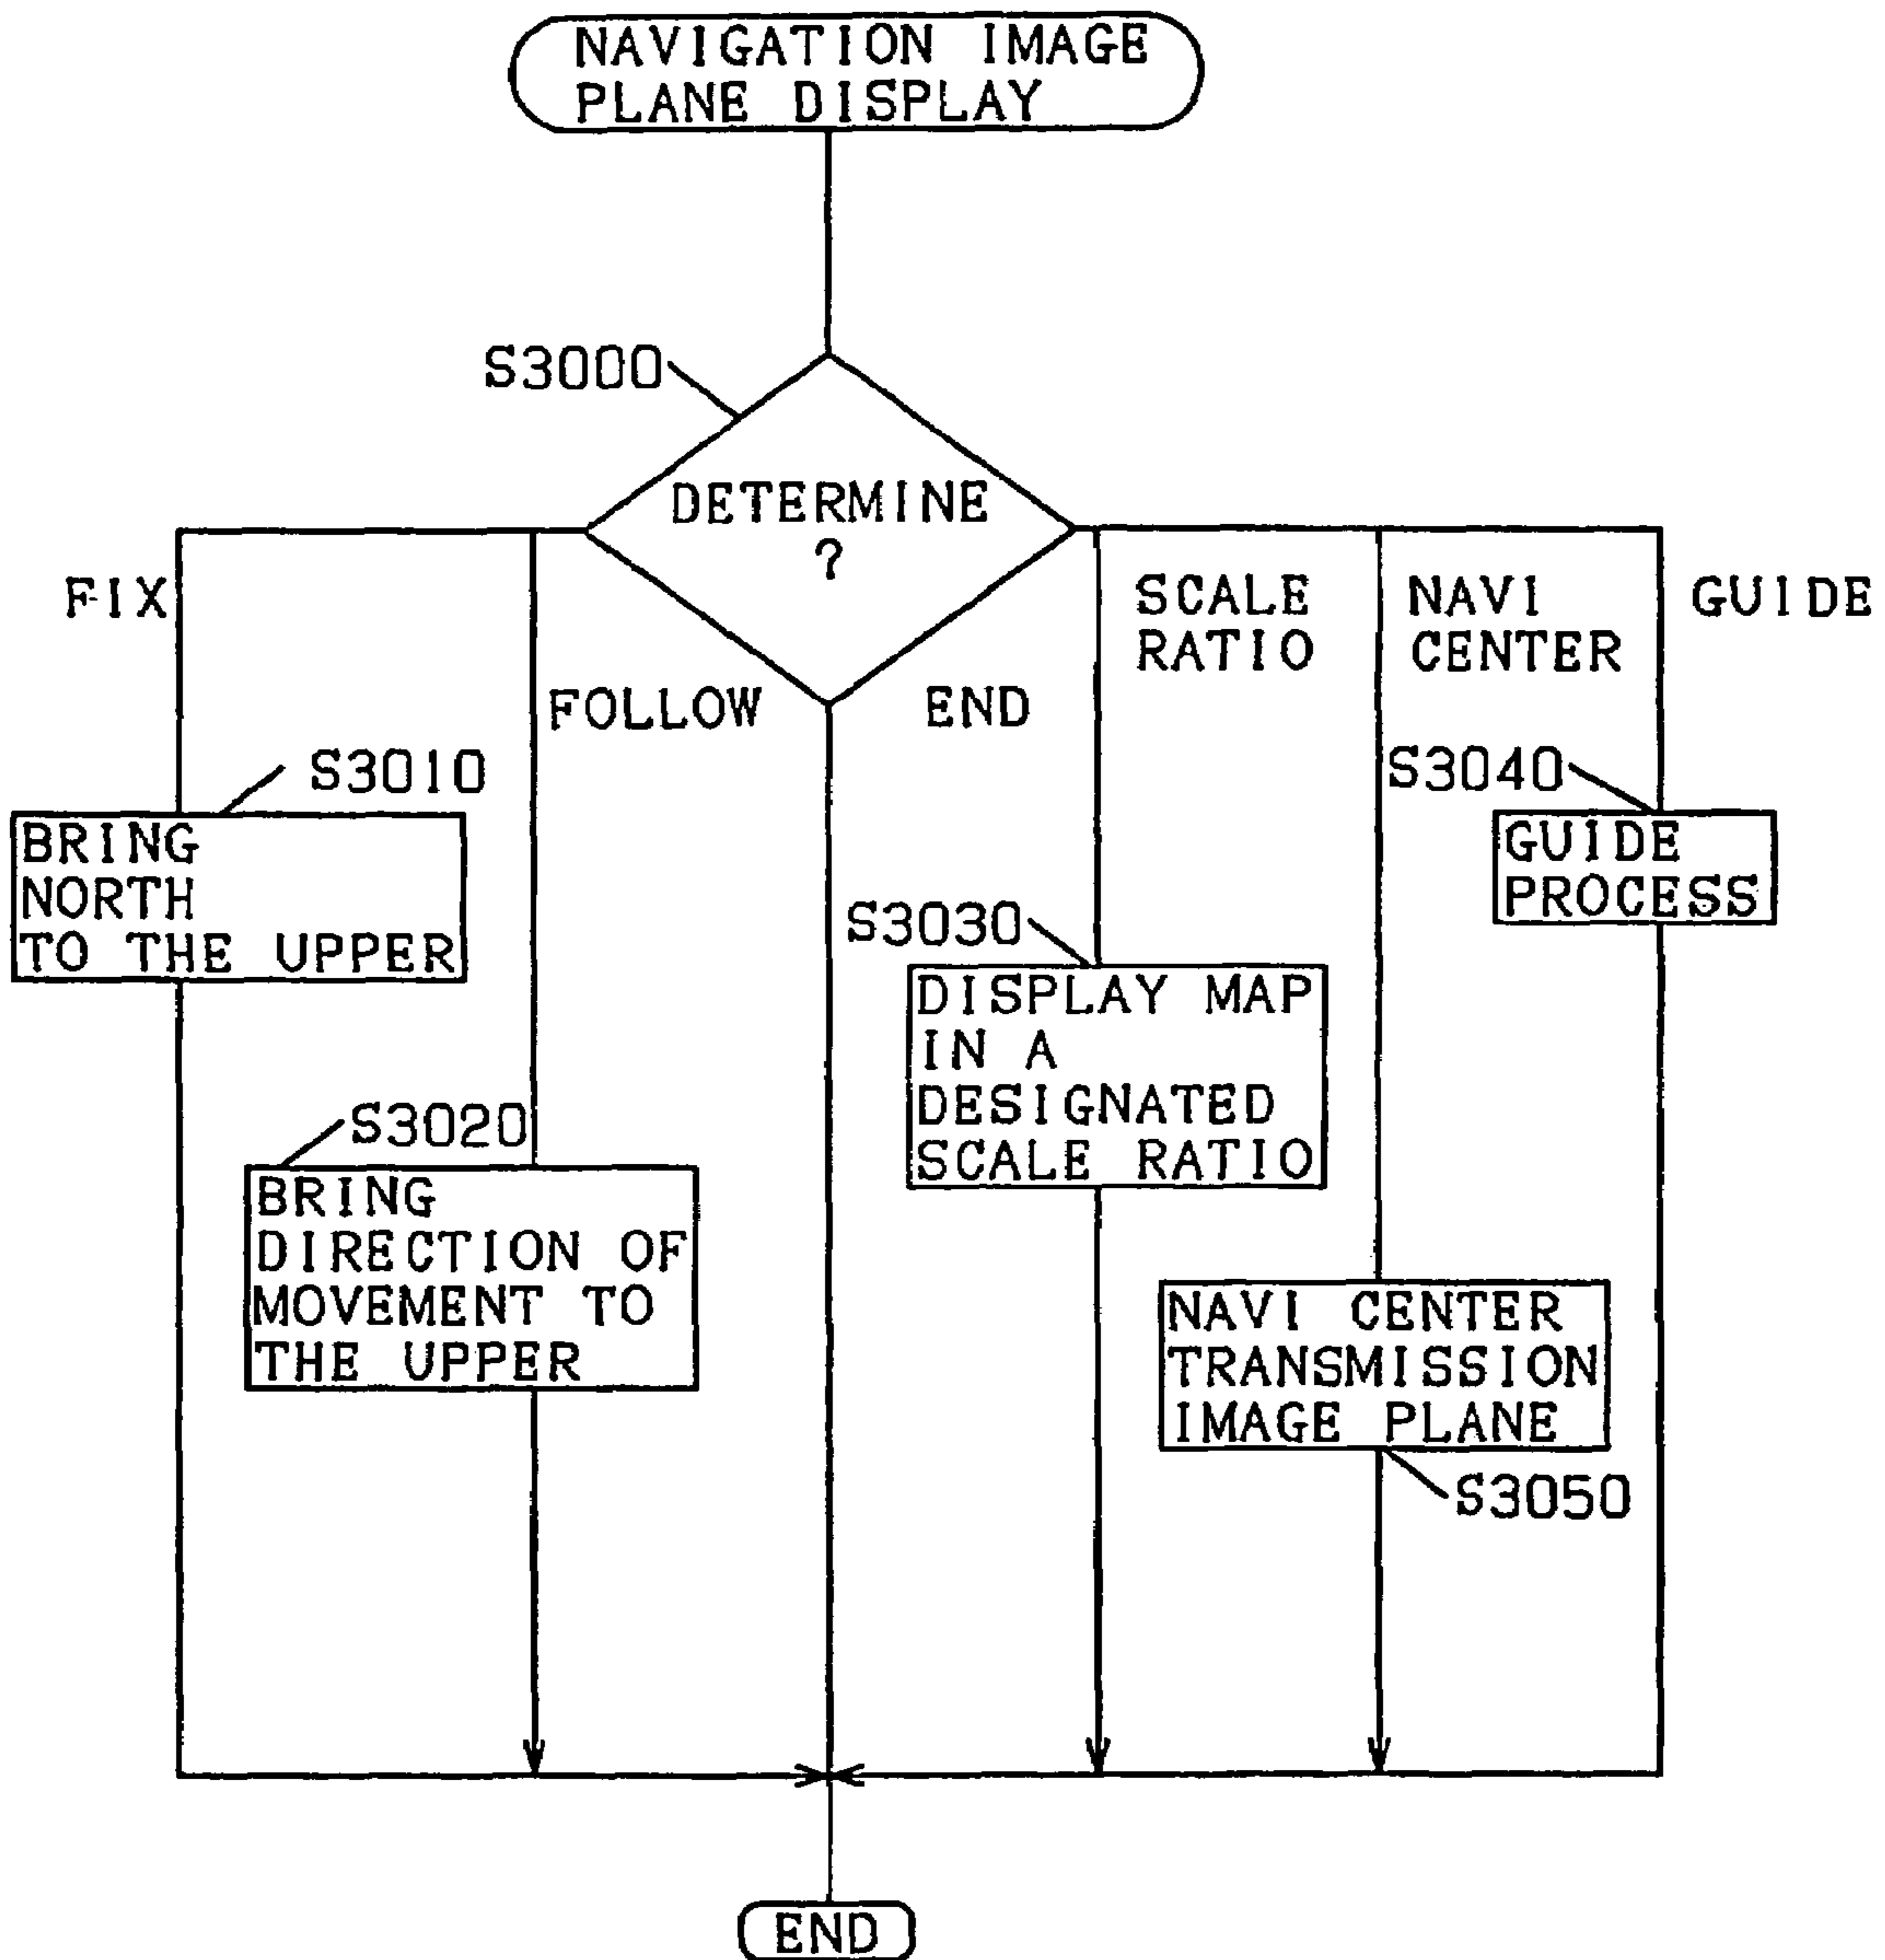 NAVIGATION IMAGE
PLANE DISPLAY
S3000
DETERMINE
?
FIX
FOLLOW
END
SCALE
RATIO
NAVI
CENTER
GUIDE
S3010
BRING
NORTH
TO THE UPPER
S3020
BRING
DIRECTION OF
MOVEMENT TO
THE UPPER
S3030
DISPLAY MAP
IN A
DESIGNATED
SCALE RATIO
S3040
GUIDE
PROCESS
NAVI CENTER
TRANSMISSION
IMAGE PLANE
S3050
END